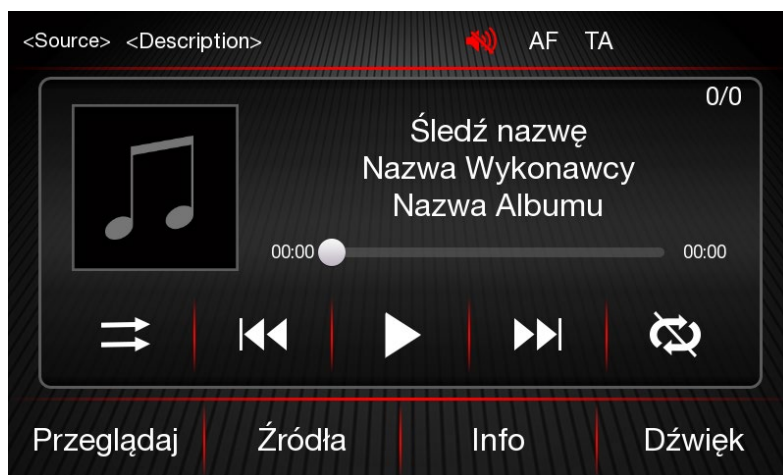 <Source> <Description> AF TA
0/0
Śledź nazwę
Nazwa Wykonawcy
Nazwa Albumu
00:00 00:00
Przeglądaj Źródła Info Dźwięk